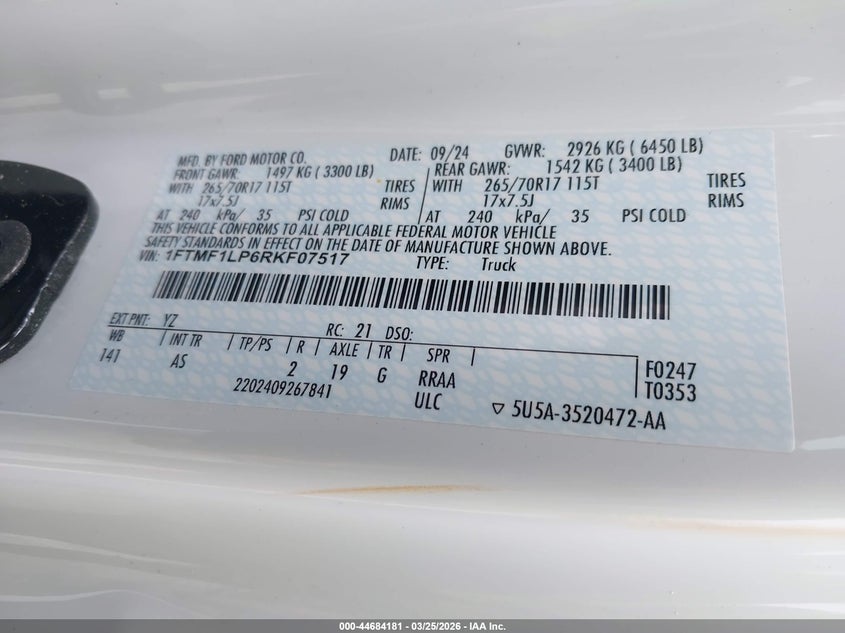 MFD. BY FORD MOTOR CO. DATE: 09/24 GVWR: 2926 KG ( 6450 LB)
FRONT GAWR: 1497 KG ( 3300 LB) REAR GAWR: 1542 KG ( 3400 LB)
WITH 265/70R17 115T TIRES WITH 265/70R17 115T TIRES
17x7.5J RIMS 17x7.5J RIMS
AT 240 kPa/ 35 PSI COLD AT 240 kPa/ 35 PSI COLD
THIS VEHICLE CONFORMS TO ALL APPLICABLE FEDERAL MOTOR VEHICLE
SAFETY STANDARDS IN EFFECT ON THE DATE OF MANUFACTURE SHOWN ABOVE.
VIN: 1FTMF1LP6RKF07517 TYPE: Truck
EXT PNT: YZ RC: 21 DSO:
WB INT TR TP/PS R AXLE TR SPR F0247
141 AS 2 19 G RRAA T0353
2202409267841 ULC ▽ 5U5A-3520472-AA
000-44684181 | 03/25/2026 - IAA Inc.